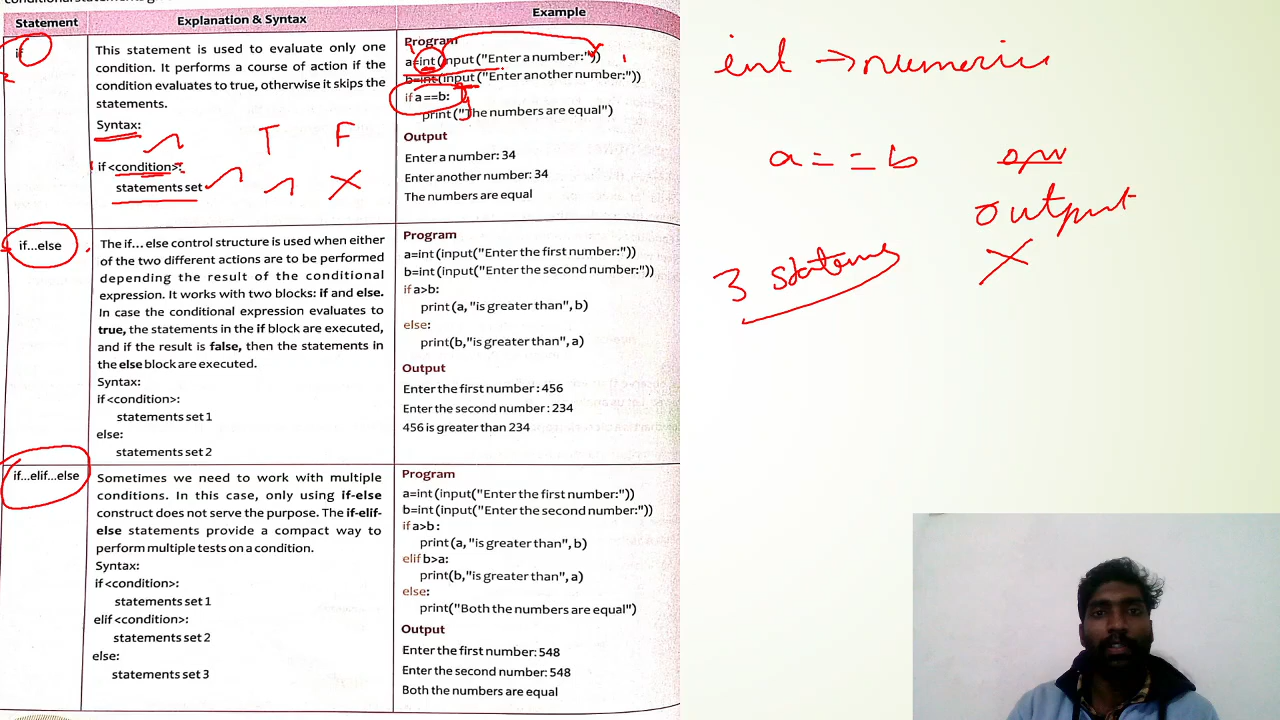 Statement
Explanation & Syntax
Example
if
This statement is used to evaluate only one
condition. It performs a course of action if the
condition evaluates to true, otherwise it skips the
statements.
Syntax:
T F
if <condition>:
statements set
Program
a=int (input ("Enter a number:"))
b=int(input ("Enter another number:"))
if a ==b:
print ("The numbers are equal")
Output
Enter a number: 34
Enter another number: 34
The numbers are equal
if...else
The if... else control structure is used when either
of the two different actions are to be performed
depending the result of the conditional
expression. It works with two blocks: if and else.
In case the conditional expression evaluates to
true, the statements in the if block are executed,
and if the result is false, then the statements in
the else block are executed.
Syntax:
if <condition>:
statements set 1
else:
statements set 2
Program
a=int(input("Enter the first number:"))
b=int(input("Enter the second number:"))
if a>b:
print (a, "is greater than", b)
else:
print(b,"is greater than", a)
Output
Enter the first number : 456
Enter the second number : 234
456 is greater than 234
if...elif...else
Sometimes we need to work with multiple
conditions. In this case, only using if-else
construct does not serve the purpose. The if-elif-
else statements provide a compact way to
perform multiple tests on a condition.
Syntax:
if <condition>:
statements set 1
elif <condition>:
statements set 2
else:
statements set 3
Program
a=int (input("Enter the first number:"))
b=int(input("Enter the second number:"))
if a>b :
print (a, "is greater than", b)
elif b>a:
print(b,"is greater than", a)
else:
print("Both the numbers are equal")
Output
Enter the first number: 548
Enter the second number: 548
Both the numbers are equal
int → numeric
a = = b
output
3 statems